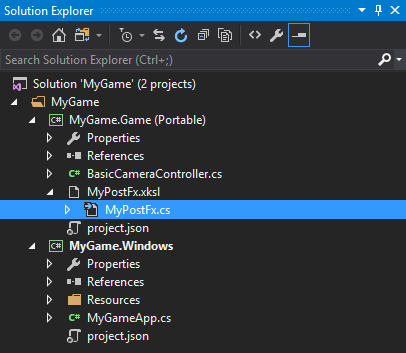 Solution Explorer
Search Solution Explorer (Ctrl+;)
Solution 'MyGame' (2 projects)
MyGame
C# MyGame.Game (Portable)
Properties
References
C# BasicCameraController.cs
MyPostFx.xksl
MyPostFx.cs
project.json
C# MyGame.Windows
Properties
References
Resources
C# MyGameApp.cs
project.json